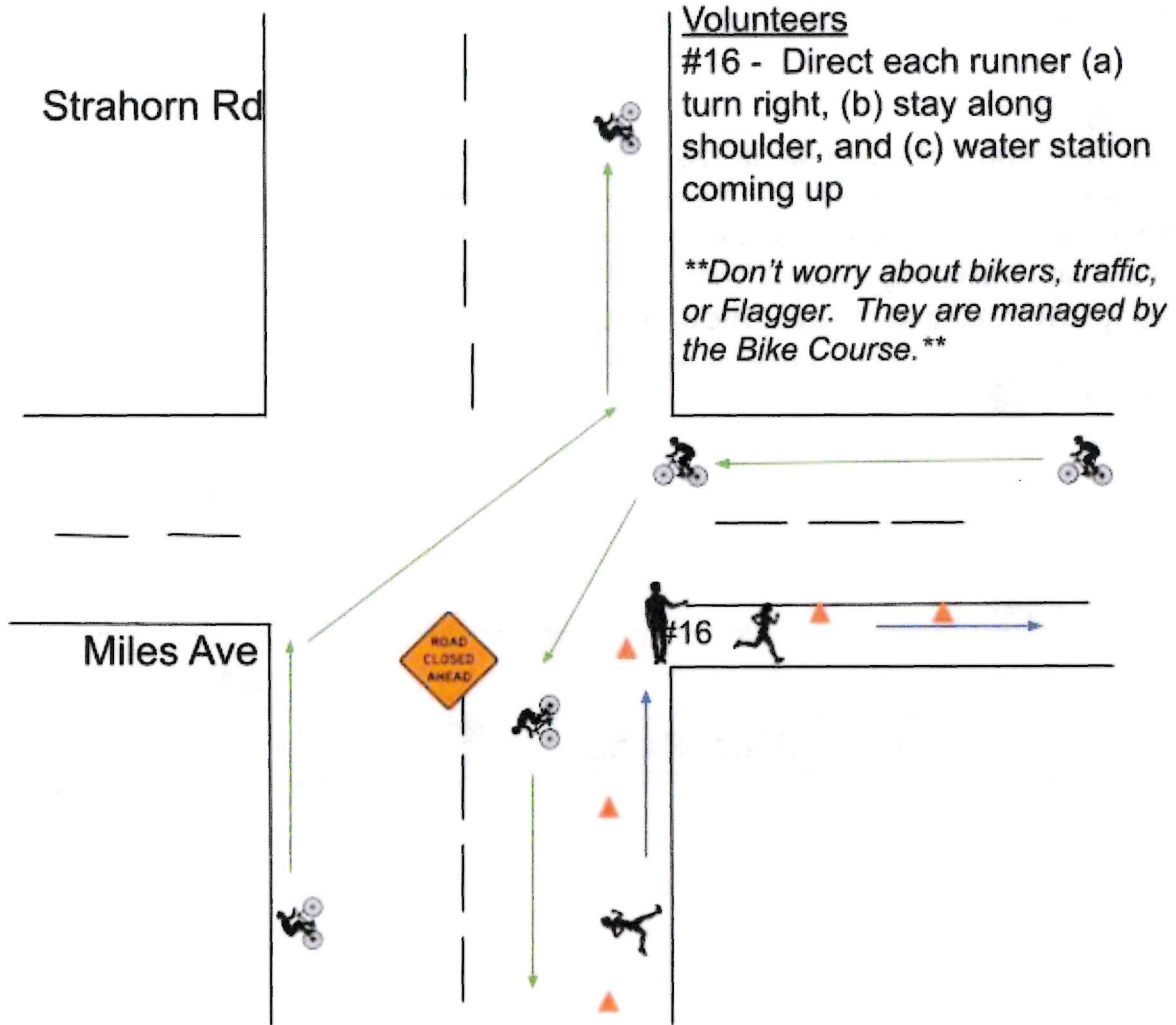 Volunteers
#16 - Direct each runner (a)
turn right, (b) stay along
shoulder, and (c) water station
coming up
**Don't worry about bikers, traffic,
or Flagger. They are managed by
the Bike Course.**
Strahorn Rd
Miles Ave
ROAD
CLOSED
AHEAD
#16